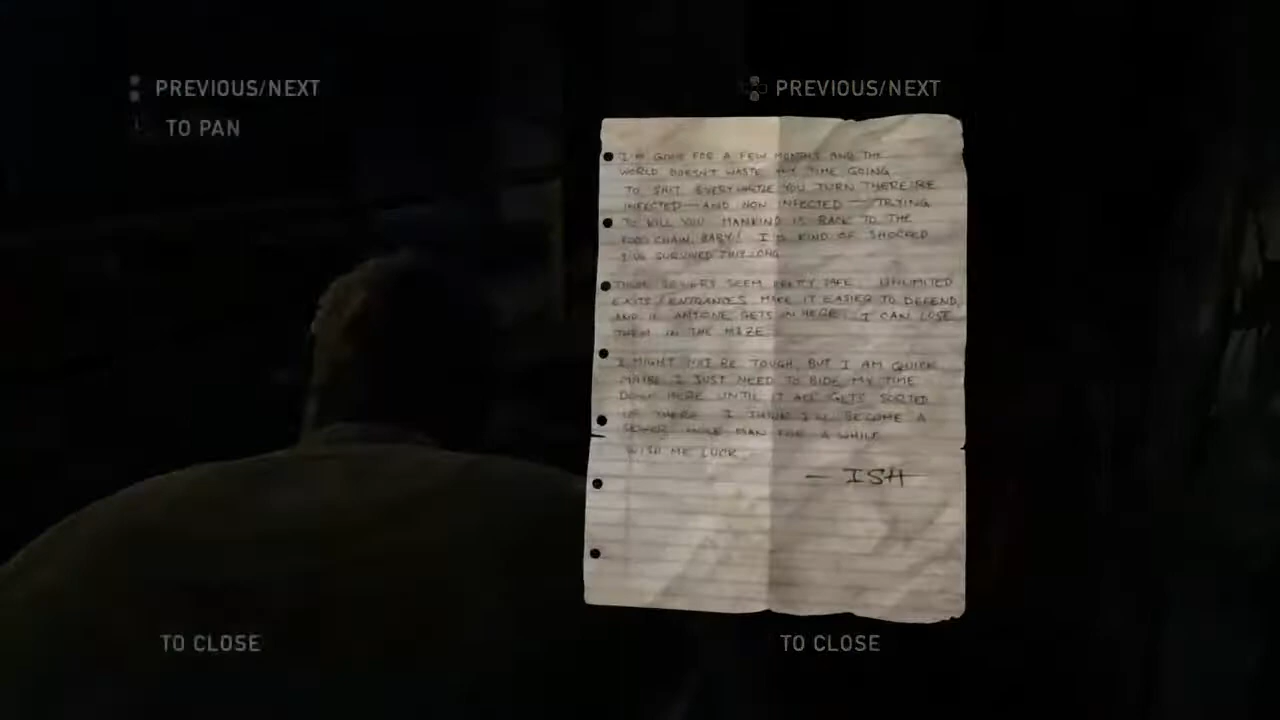 PREVIOUS/NEXT
TO PAN
PREVIOUS/NEXT
I'M GONE FOR A FEW MONTHS AND THE
WORLD DOESN'T WASTE ANY TIME GOING
TO SHIT. EVERYWHERE YOU TURN THERE'RE
INFECTED—AND NON INFECTED—TRYING
TO KILL YOU. MANKIND IS BACK TO THE
FOOD CHAIN, BABY! I'M KIND OF SHOCKED
I'VE SURVIVED THIS LONG.
THESE SEWERS SEEM PRETTY SAFE. UNLIMITED
EXITS/ENTRANCES MAKE IT EASIER TO DEFEND,
AND IF ANYONE GETS IN HERE, I CAN LOSE
THEM IN THE MAZE.
I MIGHT NOT BE TOUGH, BUT I AM QUICK.
MAYBE I JUST NEED TO BIDE MY TIME
DOWN HERE UNTIL IT ALL GETS SORTED
UP THERE. I THINK I'LL BECOME A
SEWER MOLE MAN FOR A WHILE.
WISH ME LUCK
— ISH
TO CLOSE
TO CLOSE